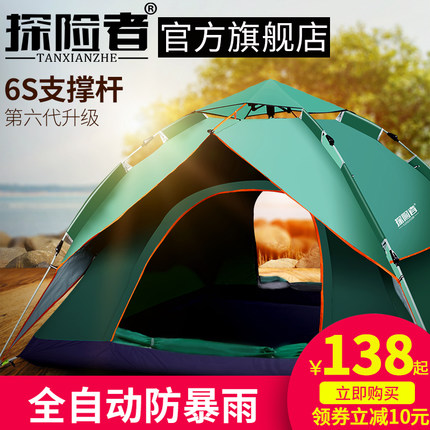 探险者®
TANXIANZHE
官方旗舰店
6S支撑杆
第六代升级
探险者
¥138起
立即购买
全自动防暴雨
领券立减10元